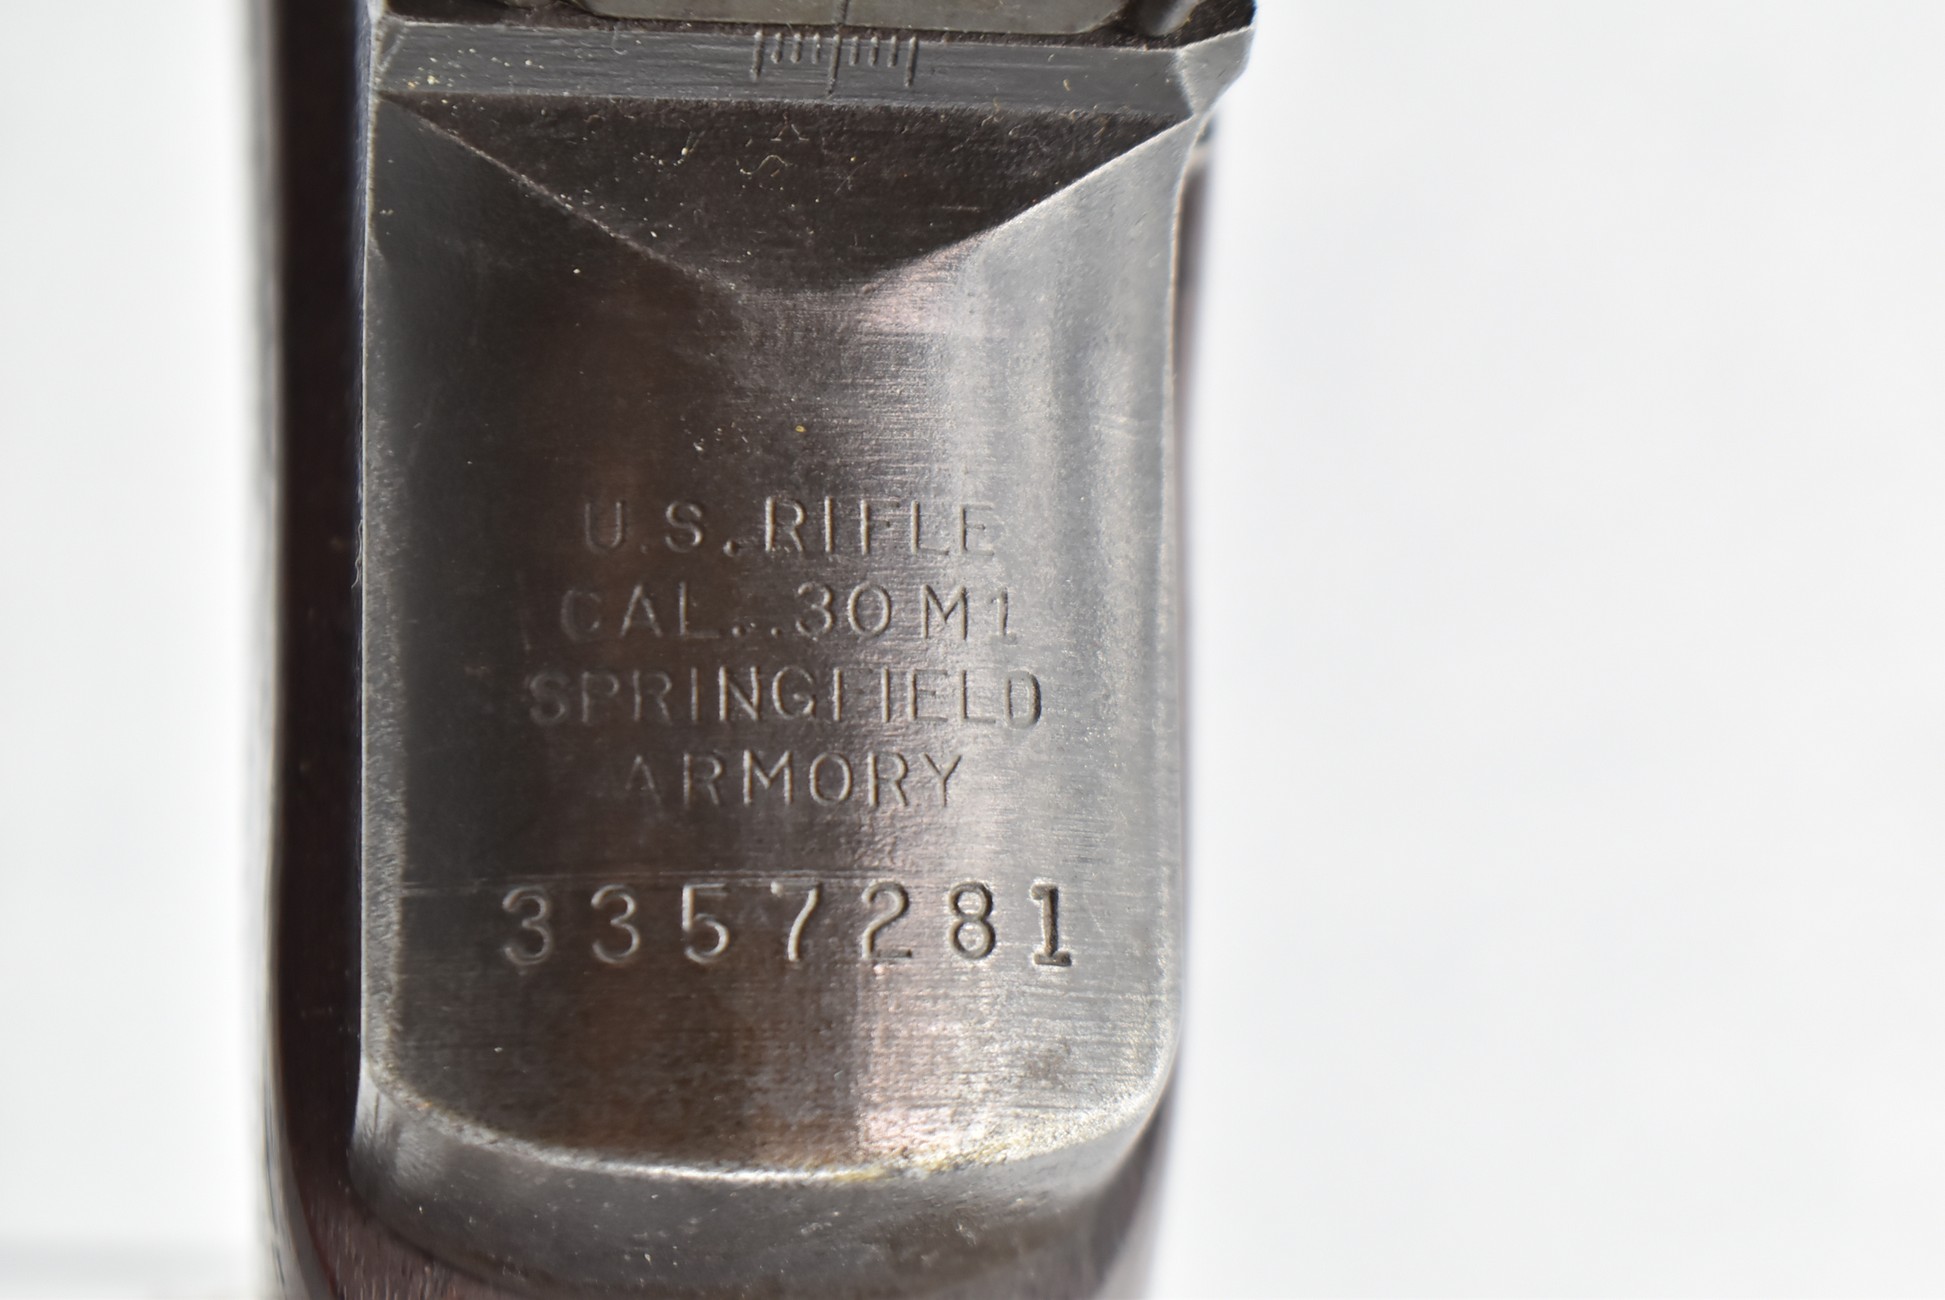 U.S. RIFLE
CAL. .30 M1
SPRINGFIELD
ARMORY
3357281